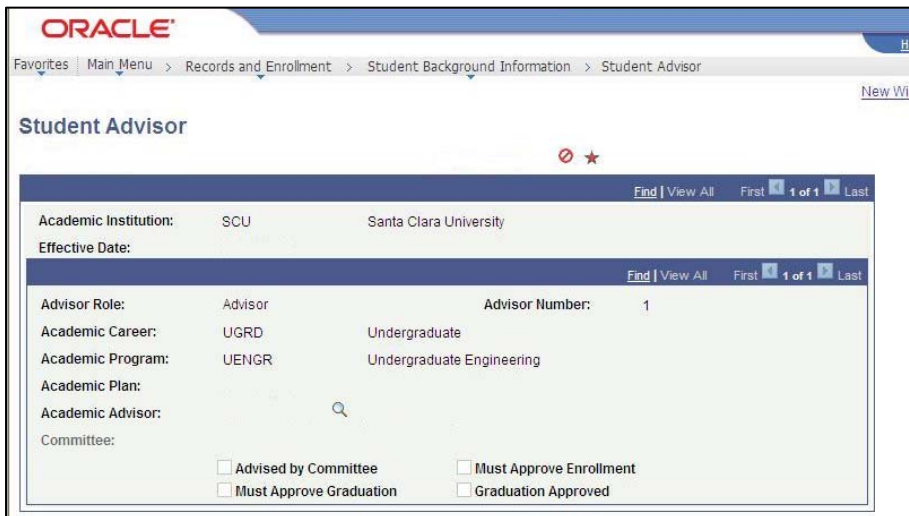 ORACLE'
H
Favorites Main Menu > Records and Enrollment > Student Background Information > Student Advisor
New Wi
Student Advisor
Find | View All First 1 of 1 Last
Academic Institution: SCU Santa Clara University
Effective Date:
Find | View All First 1 of 1 Last
Advisor Role: Advisor Advisor Number: 1
Academic Career: UGRD Undergraduate
Academic Program: UENGR Undergraduate Engineering
Academic Plan:
Academic Advisor:
Committee:
Advised by Committee Must Approve Enrollment
Must Approve Graduation Graduation Approved